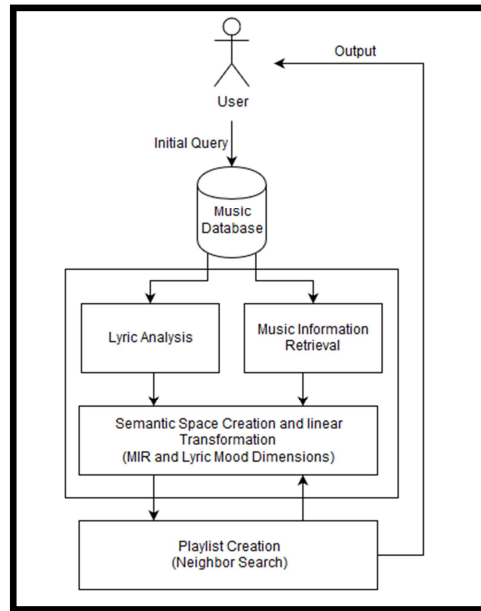 Output
User
Initial Query
Music
Database
Lyric Analysis
Music Information
Retrieval
Semantic Space Creation and linear
Transformation
(MIR and Lyric Mood Dimensions)
Playlist Creation
(Neighbor Search)